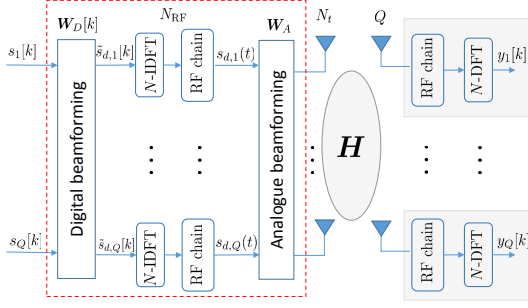 W_D[k] N_RF W_A N_t Q
s_1[k] s̃_{d,1}[k] s_{d,1}(t) y_1[k]
Digital beamforming
N-IDFT
RF chain
Analogue beamforming
RF chain
N-DFT
H
s_Q[k] s̃_{d,Q}[k] s_{d,Q}(t) y_Q[k]
N-IDFT
RF chain
RF chain
N-DFT